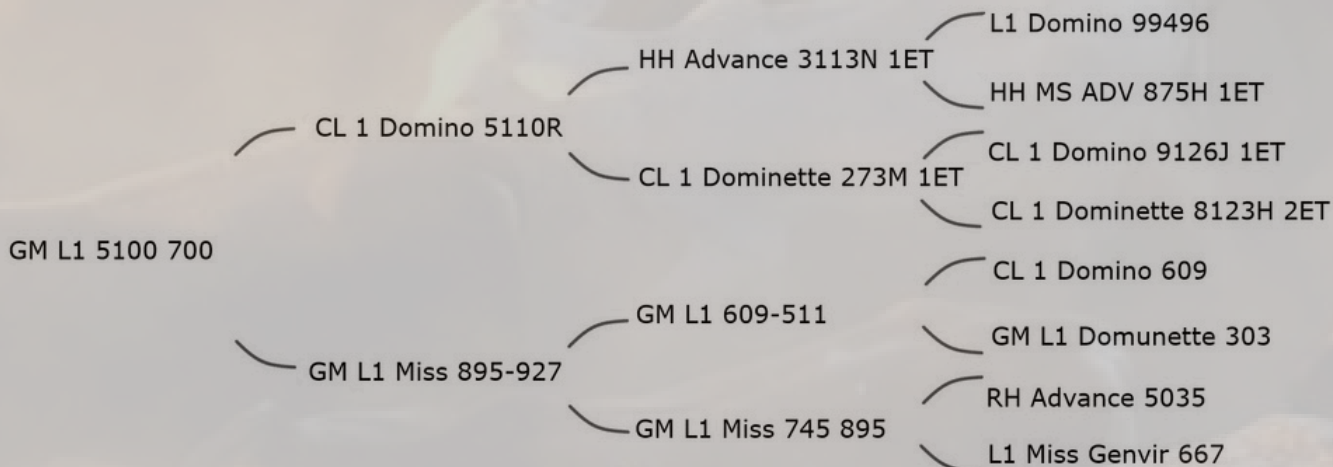 L1 Domino 99496
HH Advance 3113N 1ET
HH MS ADV 875H 1ET
CL 1 Domino 5110R
CL 1 Domino 9126J 1ET
CL 1 Dominette 273M 1ET
CL 1 Dominette 8123H 2ET
GM L1 5100 700
CL 1 Domino 609
GM L1 609-511
GM L1 Domunette 303
GM L1 Miss 895-927
RH Advance 5035
GM L1 Miss 745 895
L1 Miss Genvir 667